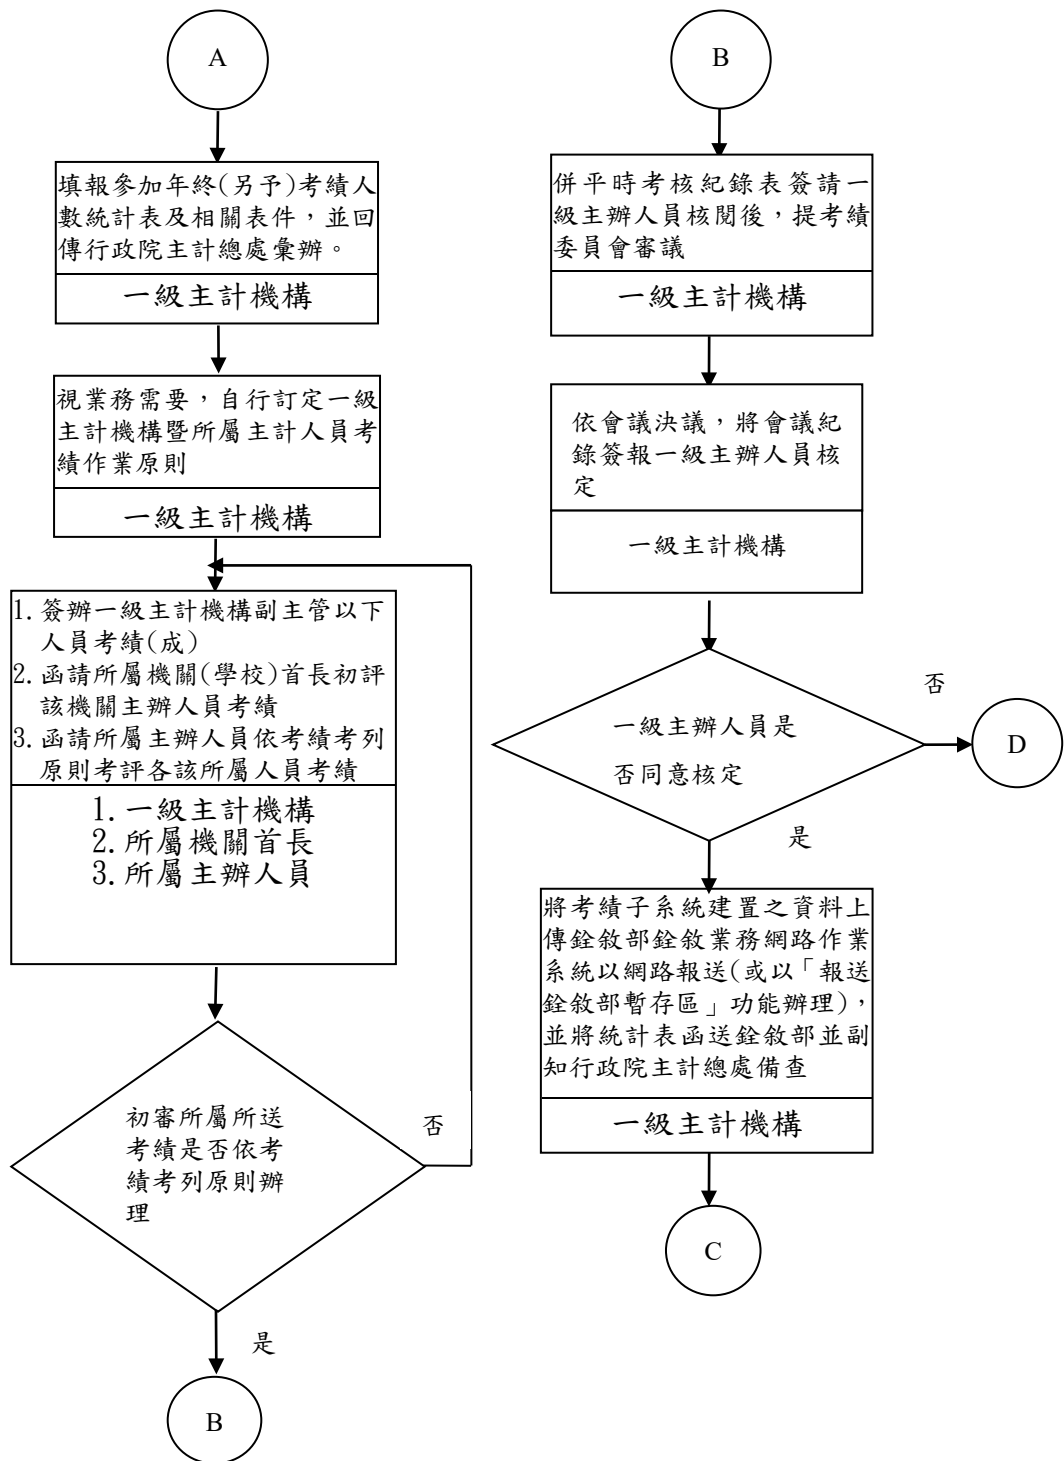 A
填報參加年終(另予)考績人
數統計表及相關表件，並回
傳行政院主計總處彙辦。
一級主計機構
視業務需要，自行訂定一級
主計機構暨所屬主計人員考
績作業原則
一級主計機構
1.簽辦一級主計機構副主管以下
人員考績(成)
2.函請所屬機關(學校)首長初評
該機關主辦人員考績
3.函請所屬主辦人員依考績考列
原則考評各該所屬人員考績
1.一級主計機構
2.所屬機關首長
3.所屬主辦人員
初審所屬所送
考績是否依考
績考列原則辦
理
否
是
B
B
併平時考核紀錄表簽請一
級主辦人員核閱後，提考績
委員會審議
一級主計機構
依會議決議，將會議紀
錄簽報一級主辦人員核
定
一級主計機構
一級主辦人員是
否同意核定
否
D
是
將考績子系統建置之資料上
傳銓敘部銓敘業務網路作業
系統以網路報送(或以「報送
銓敘部暫存區」功能辦理)，
並將統計表函送銓敘部並副
知行政院主計總處備查
一級主計機構
C